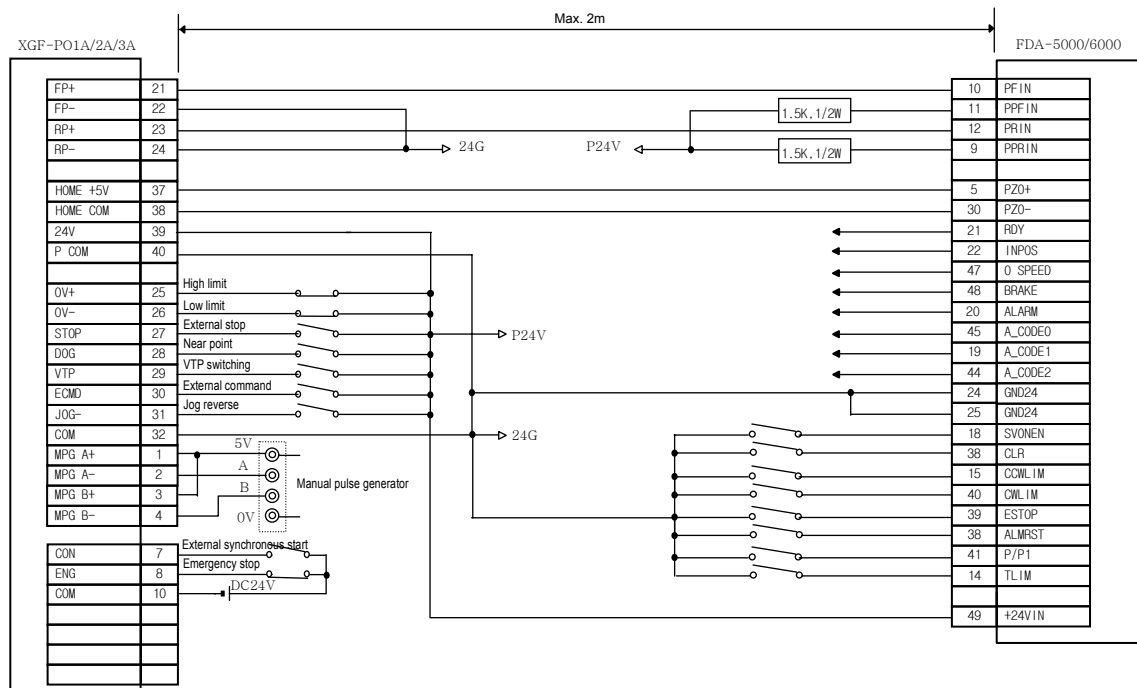 Max. 2m
XGF-PO1A/2A/3A
FDA-5000/6000
FP+ 21
FP- 22
RP+ 23
RP- 24
HOME +5V 37
HOME COM 38
24V 39
P COM 40
0V+ 25 High limit
0V- 26 Low limit
STOP 27 External stop
DOG 28 Near point
VTP 29 VTP switching
ECMD 30 External command
JOG- 31 Jog reverse
COM 32
MPG A+ 1
MPG A- 2
MPG B+ 3
MPG B- 4
CON 7 External synchronous start
ENG 8 Emergency stop
COM 10 DC24V
5V
A
B
0V
Manual pulse generator
24G
P24V
P24V
24G
1.5K,1/2W
1.5K,1/2W
10 PFIN
11 PPFIN
12 PRIN
9 PPRIN
5 PZO+
30 PZO-
21 RDY
22 INPOS
47 0 SPEED
48 BRAKE
20 ALARM
45 A_CODE0
19 A_CODE1
44 A_CODE2
24 GND24
25 GND24
18 SVONEN
38 CLR
15 CCWLIM
40 CWLIM
39 ESTOP
38 ALMRST
41 P/P1
14 TLIM
49 +24VIN